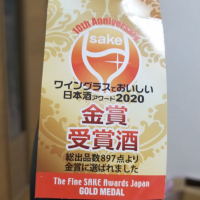 10th Anniversary
sake
ワイングラスでおいしい
日本酒アワード2020
金賞
受賞酒
総出品数897点より
金賞に選ばれました
The Fine SAKE Awards Japan
GOLD MEDAL